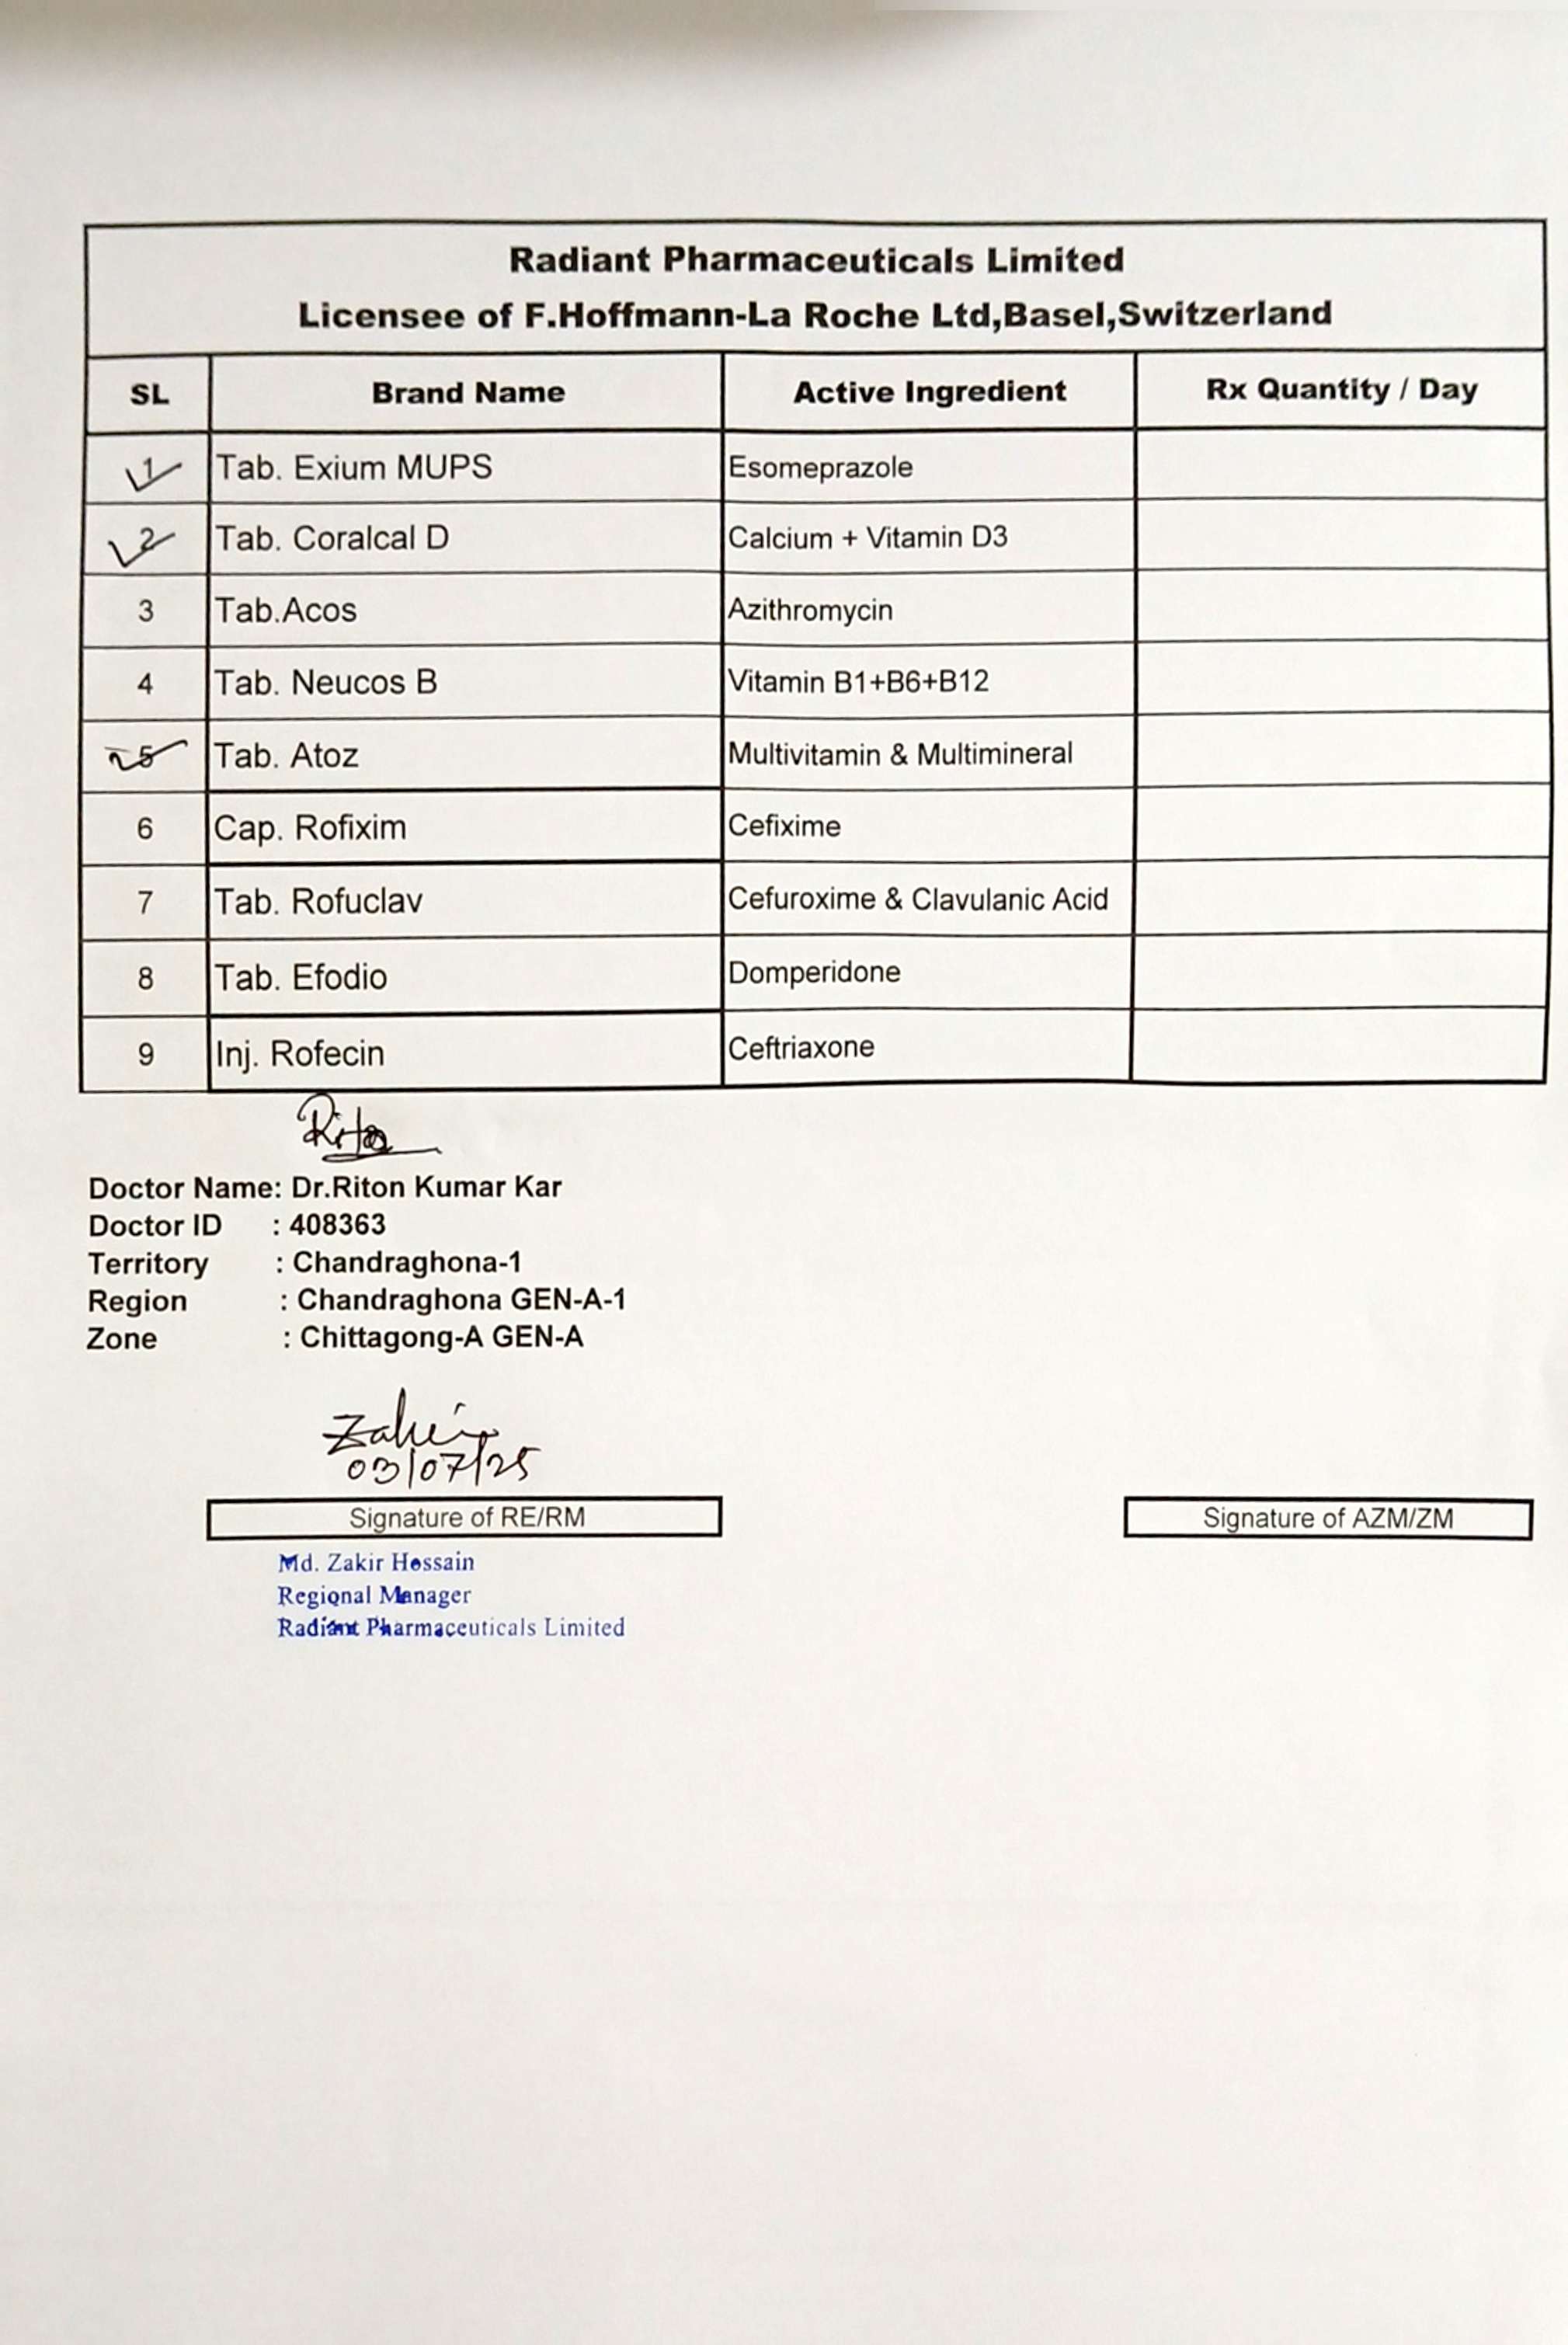 Radiant Pharmaceuticals Limited
Licensee of F.Hoffmann-La Roche Ltd,Basel,Switzerland
SL Brand Name Active Ingredient Rx Quantity / Day
1 Tab. Exium MUPS Esomeprazole
2 Tab. Coralcal D Calcium + Vitamin D3
3 Tab.Acos Azithromycin
4 Tab. Neucos B Vitamin B1+B6+B12
5 Tab. Atoz Multivitamin & Multimineral
6 Cap. Rofixim Cefixime
7 Tab. Rofuclav Cefuroxime & Clavulanic Acid
8 Tab. Efodio Domperidone
9 Inj. Rofecin Ceftriaxone
Riton
Doctor Name: Dr.Riton Kumar Kar
Doctor ID : 408363
Territory : Chandraghona-1
Region : Chandraghona GEN-A-1
Zone : Chittagong-A GEN-A
Zakir
03/07/25
Signature of RE/RM Signature of AZM/ZM
Md. Zakir Hossain
Regional Manager
Radiant Pharmaceuticals Limited